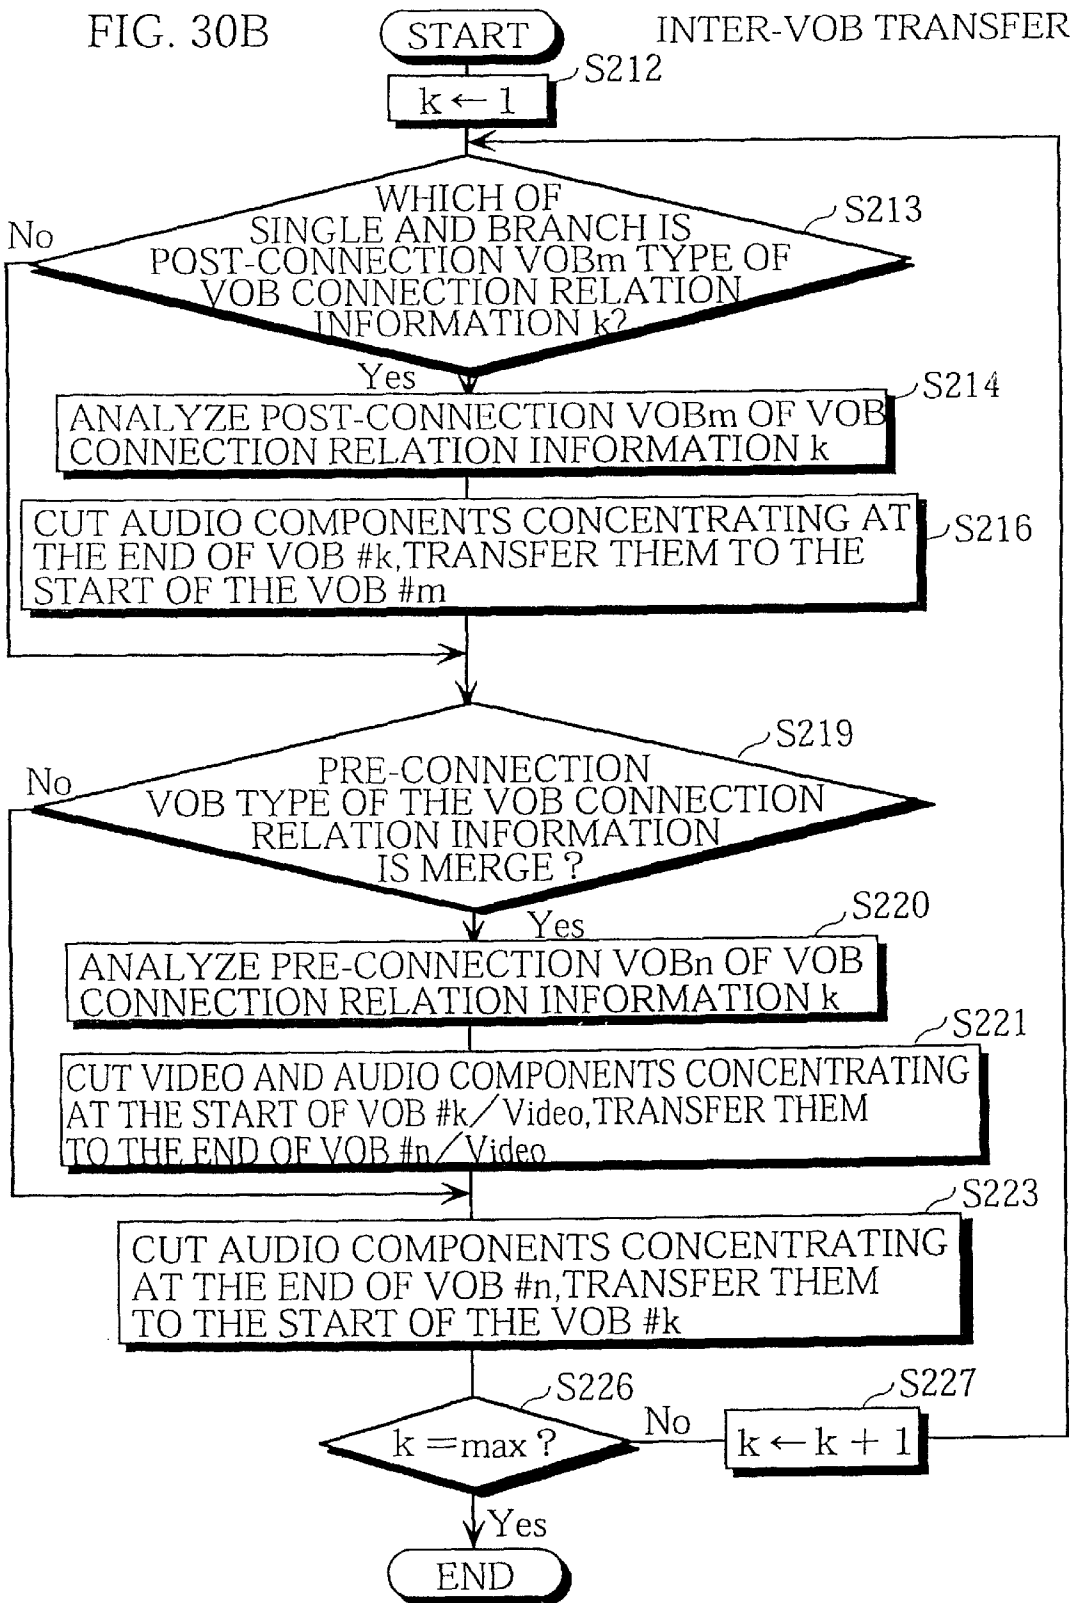 FIG. 30B
START
INTER-VOB TRANSFER
S212
k ← 1
WHICH OF
SINGLE AND BRANCH IS
POST-CONNECTION VOBm TYPE OF
VOB CONNECTION RELATION
INFORMATION k?
S213
No
Yes
S214
ANALYZE POST-CONNECTION VOBm OF VOB
CONNECTION RELATION INFORMATION k
CUT AUDIO COMPONENTS CONCENTRATING AT
THE END OF VOB #k,TRANSFER THEM TO THE
START OF THE VOB #m
S216
S219
No
PRE-CONNECTION
VOB TYPE OF THE VOB CONNECTION
RELATION INFORMATION
IS MERGE ?
Yes
S220
ANALYZE PRE-CONNECTION VOBn OF VOB
CONNECTION RELATION INFORMATION k
S221
CUT VIDEO AND AUDIO COMPONENTS CONCENTRATING
AT THE START OF VOB #k/Video,TRANSFER THEM
TO THE END OF VOB #n/Video
S223
CUT AUDIO COMPONENTS CONCENTRATING
AT THE END OF VOB #n,TRANSFER THEM
TO THE START OF THE VOB #k
S226
k =max ?
No
S227
k ← k + 1
Yes
END